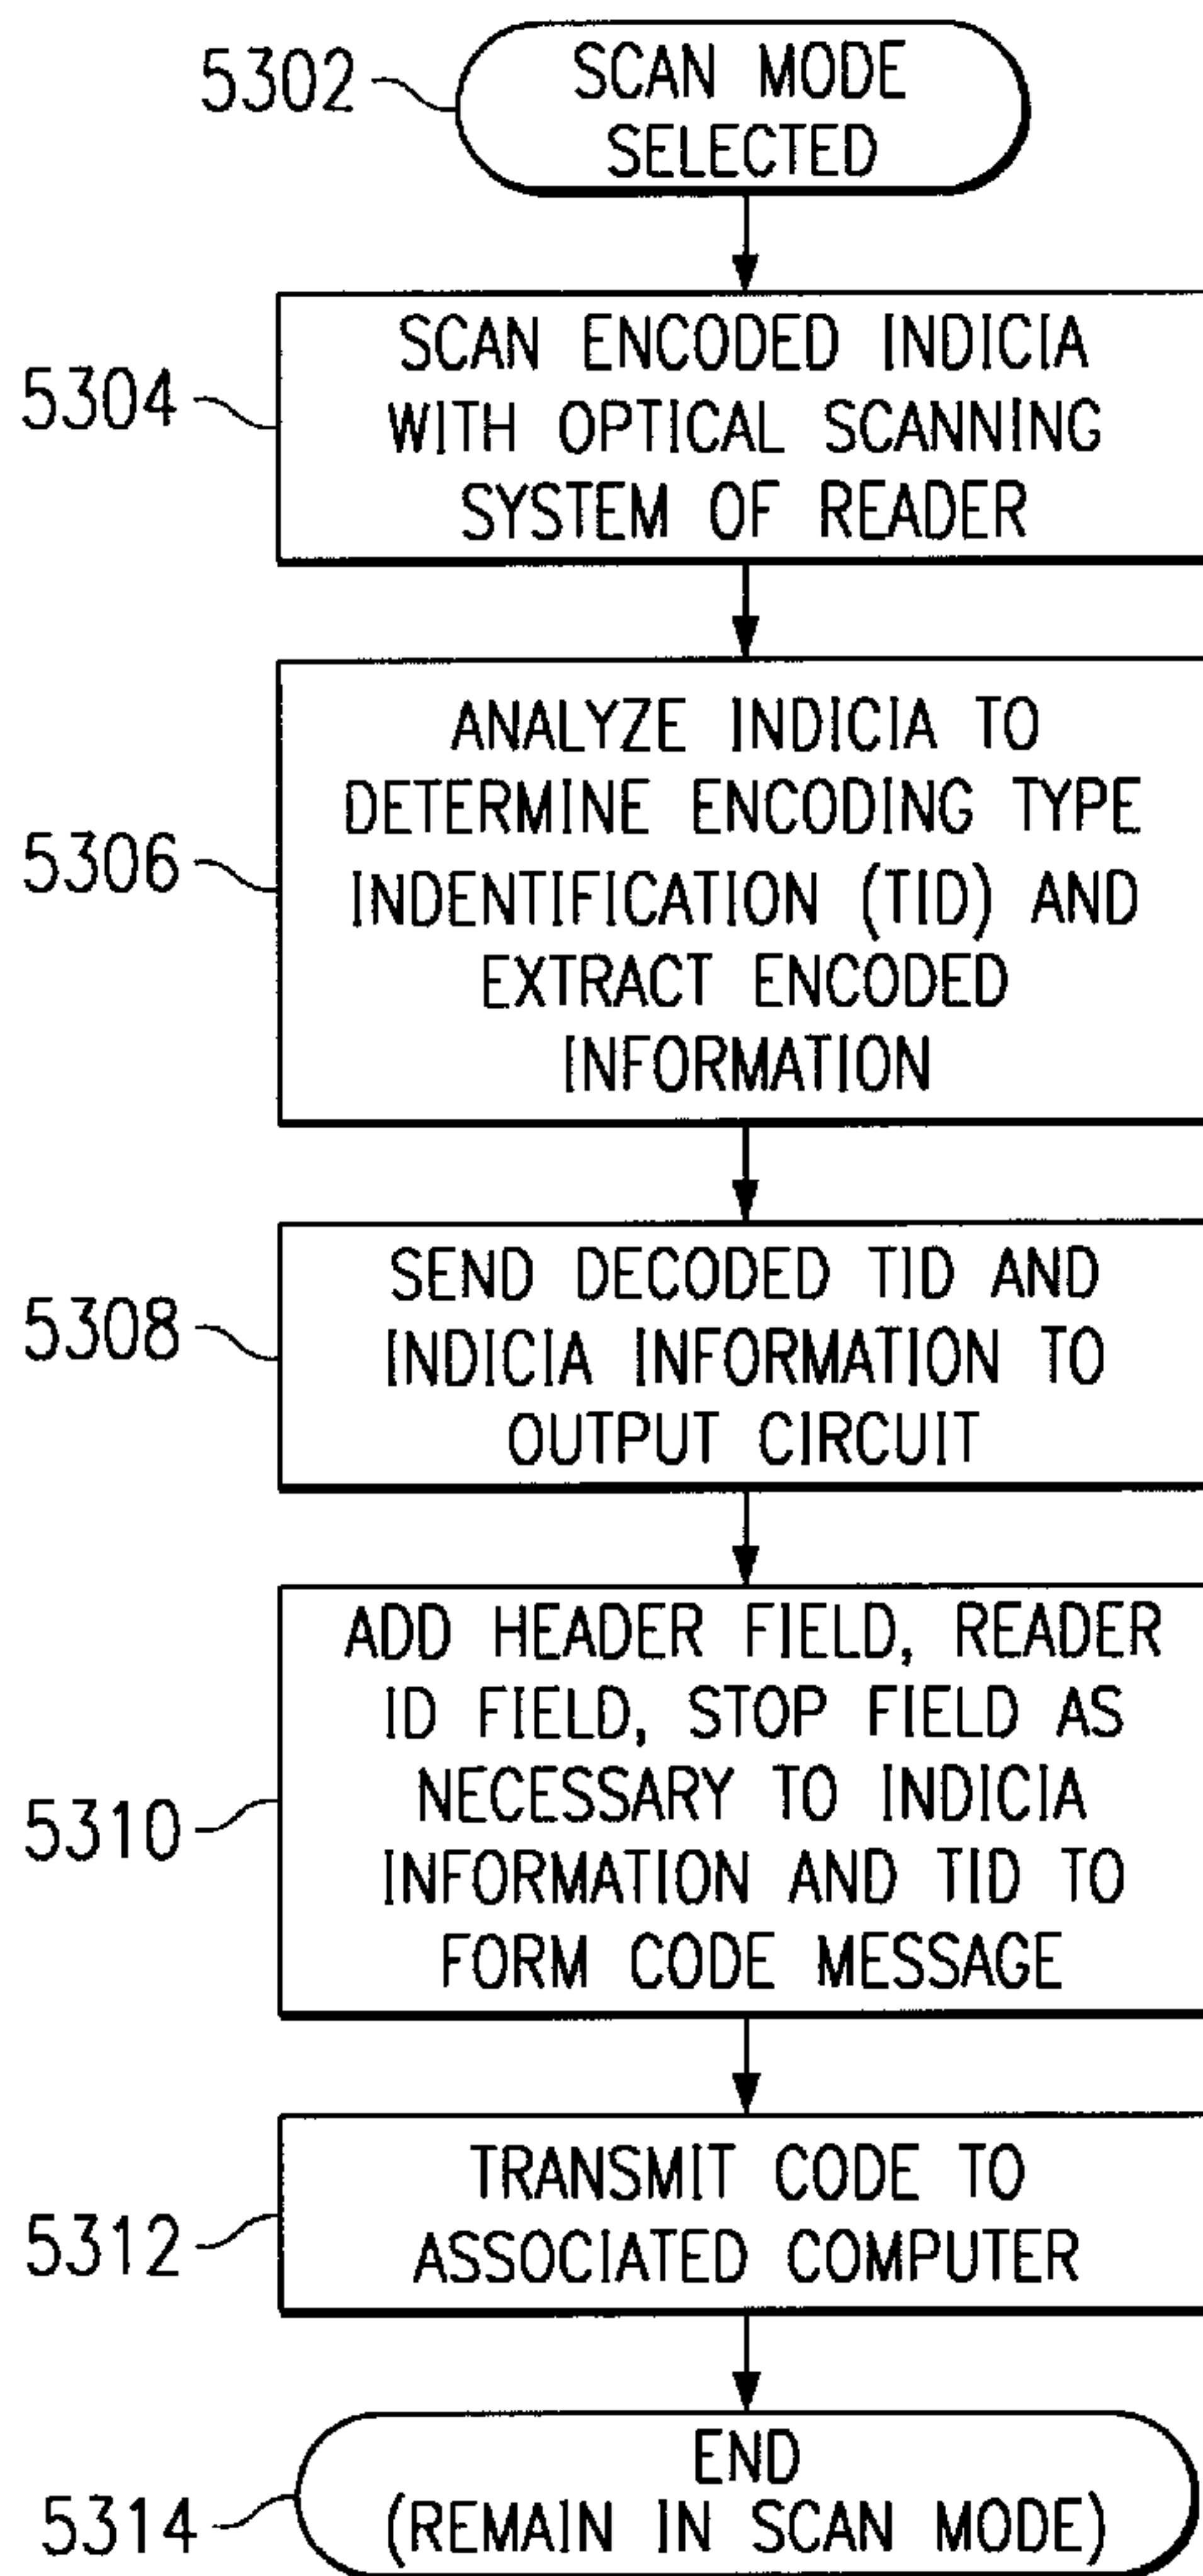 5302
SCAN MODE
SELECTED
5304
SCAN ENCODED INDICIA
WITH OPTICAL SCANNING
SYSTEM OF READER
5306
ANALYZE INDICIA TO
DETERMINE ENCODING TYPE
INDENTIFICATION (TID) AND
EXTRACT ENCODED
INFORMATION
5308
SEND DECODED TID AND
INDICIA INFORMATION TO
OUTPUT CIRCUIT
5310
ADD HEADER FIELD, READER
ID FIELD, STOP FIELD AS
NECESSARY TO INDICIA
INFORMATION AND TID TO
FORM CODE MESSAGE
5312
TRANSMIT CODE TO
ASSOCIATED COMPUTER
5314
END
(REMAIN IN SCAN MODE)